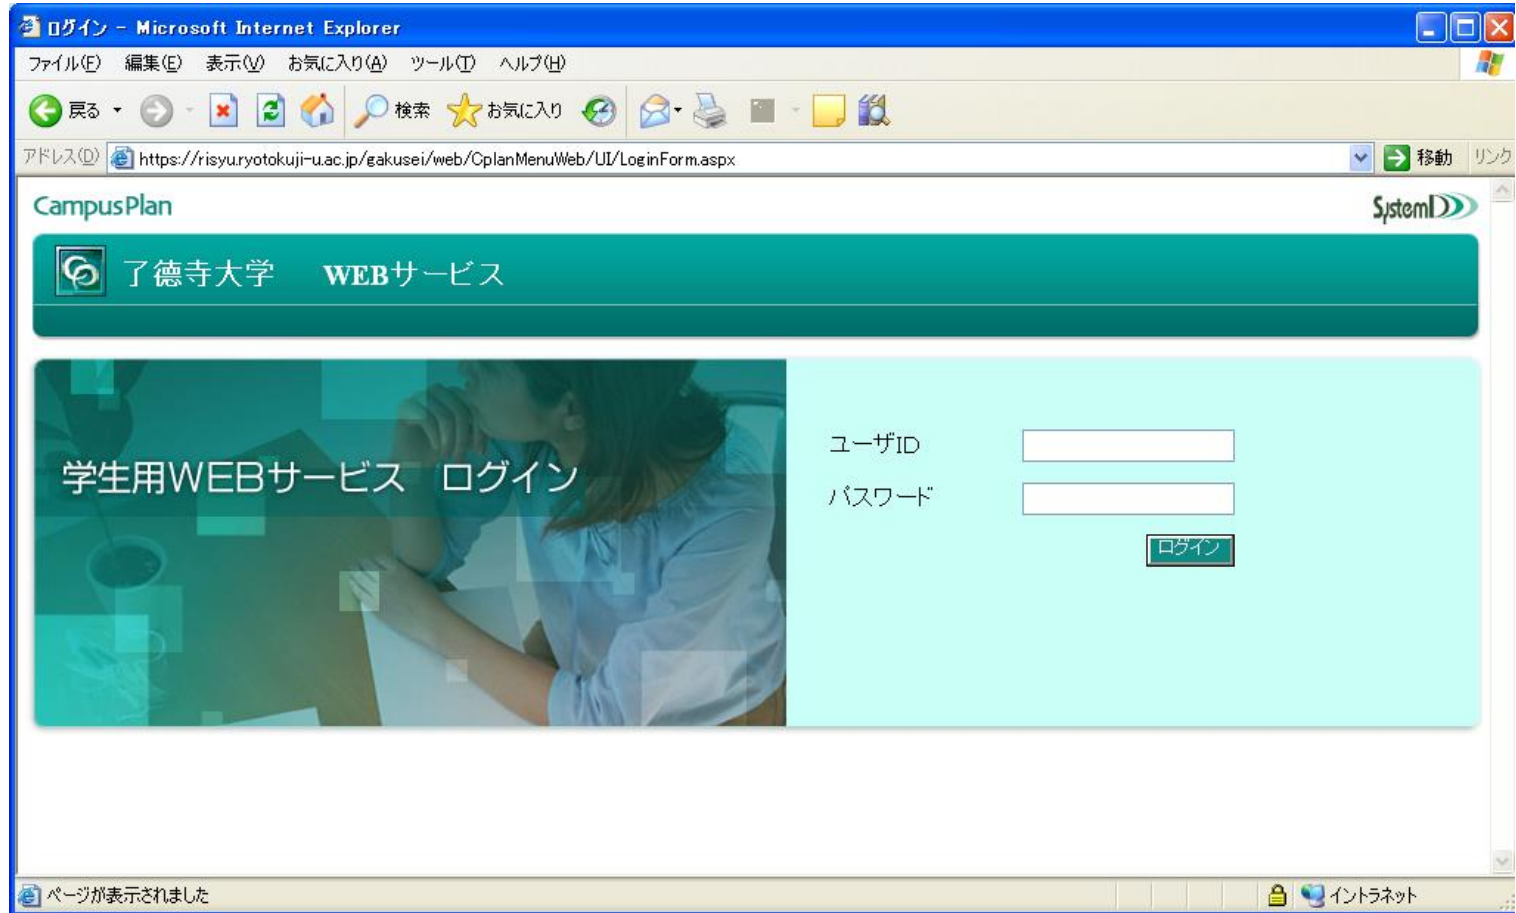 ログイン - Microsoft Internet Explorer
ファイル(F) 編集(E) 表示(V) お気に入り(A) ツール(T) ヘルプ(H)
戻る 検索 お気に入り
アドレス(D) https://risyu.ryotokuji-u.ac.jp/gakusei/web/CplanMenuWeb/UI/LoginForm.aspx 移動 リンク
CampusPlan SystemD
了德寺大学 WEBサービス
学生用WEBサービス ログイン
ユーザID
パスワード
ログイン
ページが表示されました イントラネット